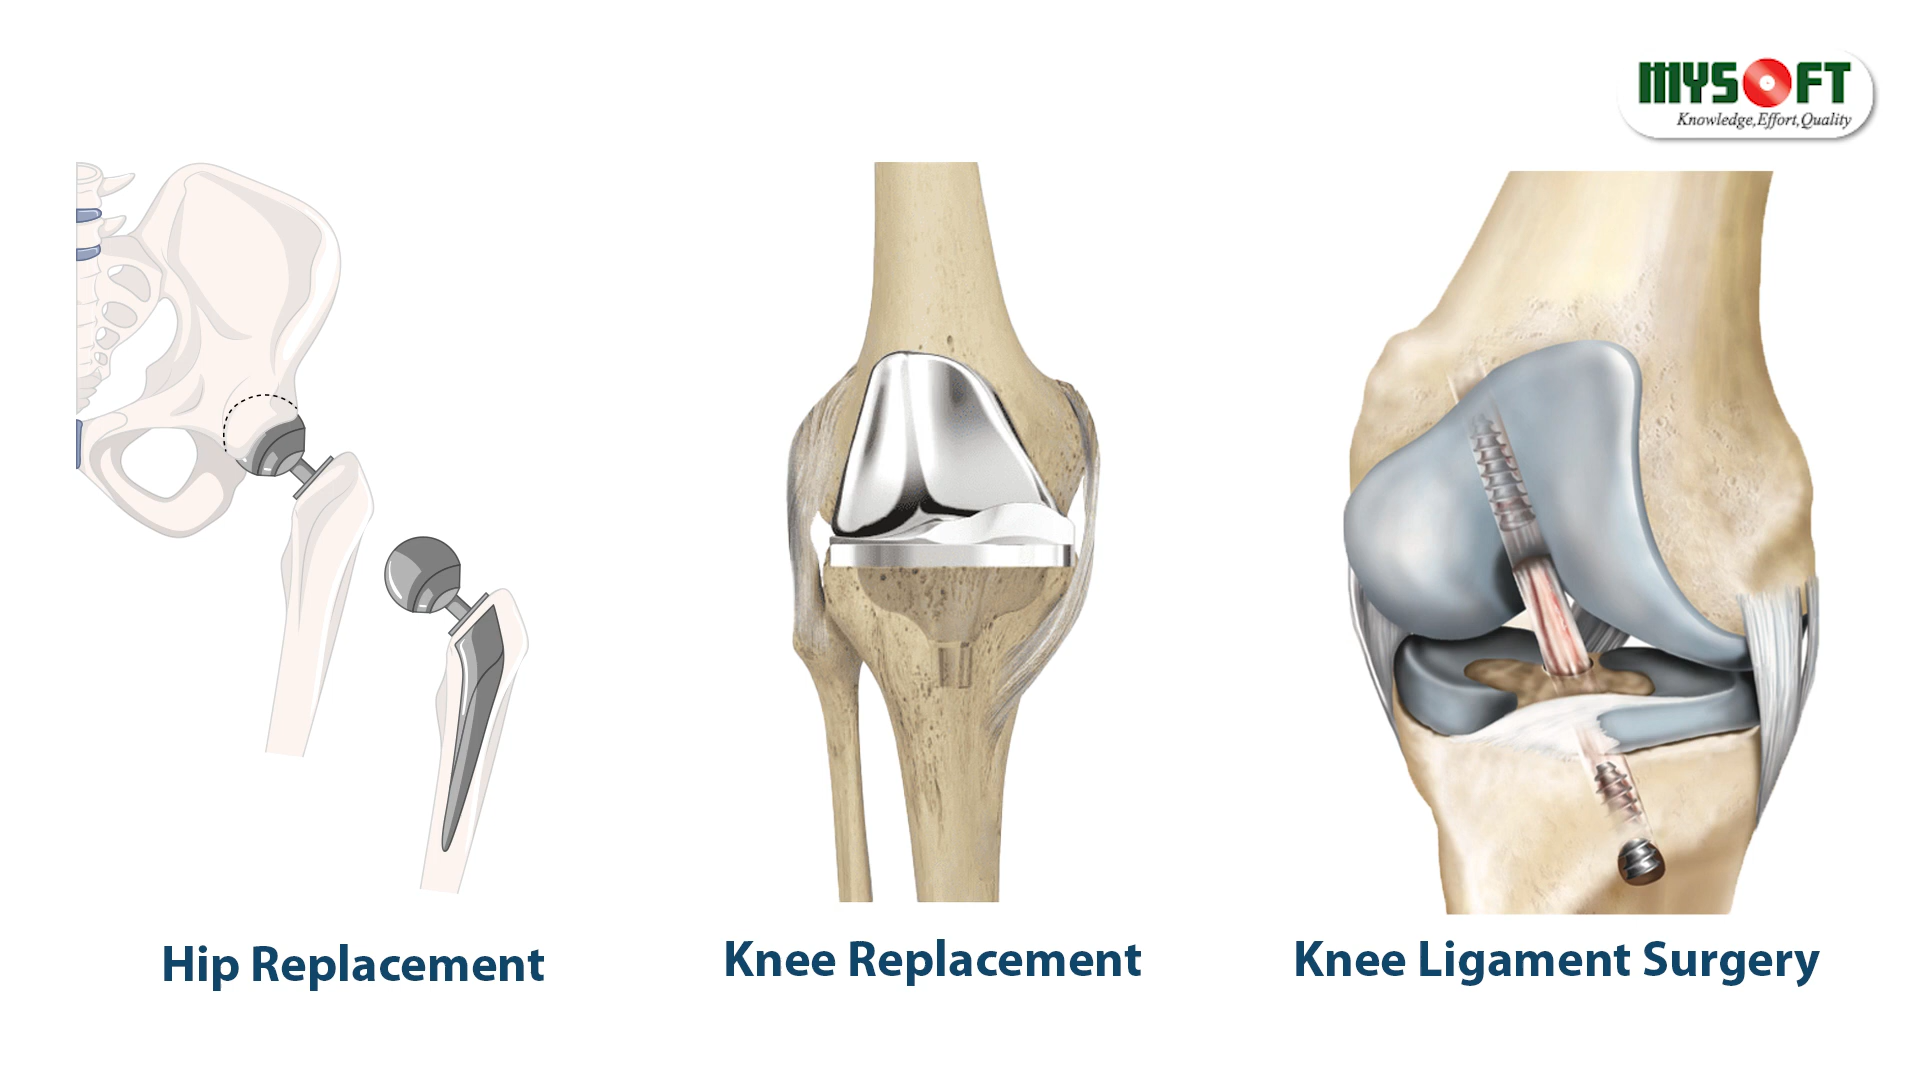 MYSOFT
Knowledge,Effort,Quality
Hip Replacement
Knee Replacement
Knee Ligament Surgery